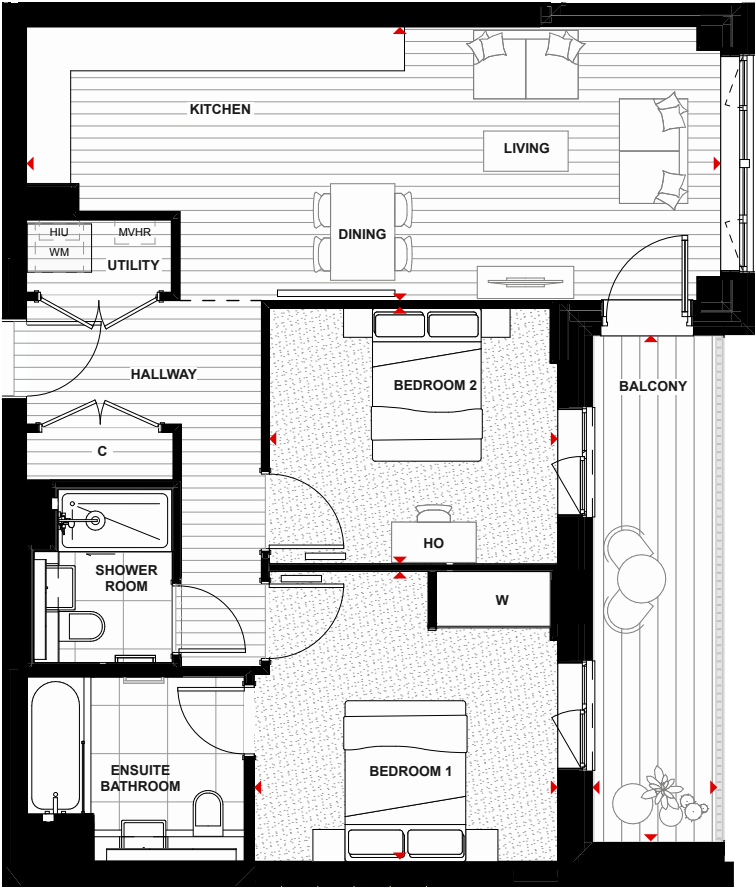 KITCHEN
LIVING
DINING
HIU
MVHR
WM
UTILITY
HALLWAY
BEDROOM 2
BALCONY
C
HO
SHOWER
ROOM
W
BEDROOM 1
ENSUITE
BATHROOM